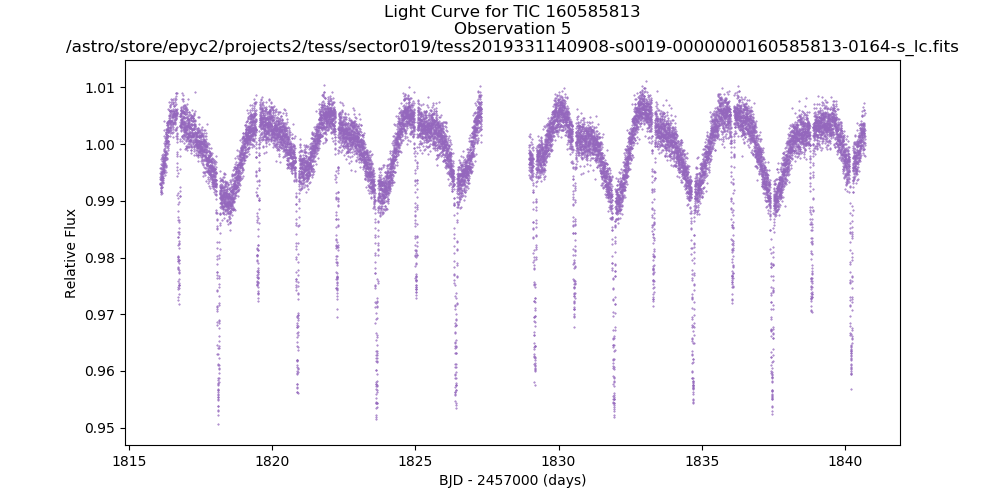 Light Curve for TIC 160585813
Observation 5
/astro/store/epyc2/projects2/tess/sector019/tess2019331140908-s0019-0000000160585813-0164-s_lc.fits
1.01
1.00
0.99
0.98
0.97
0.96
0.95
Relative Flux
1815
1820
1825
1830
1835
1840
BJD - 2457000 (days)